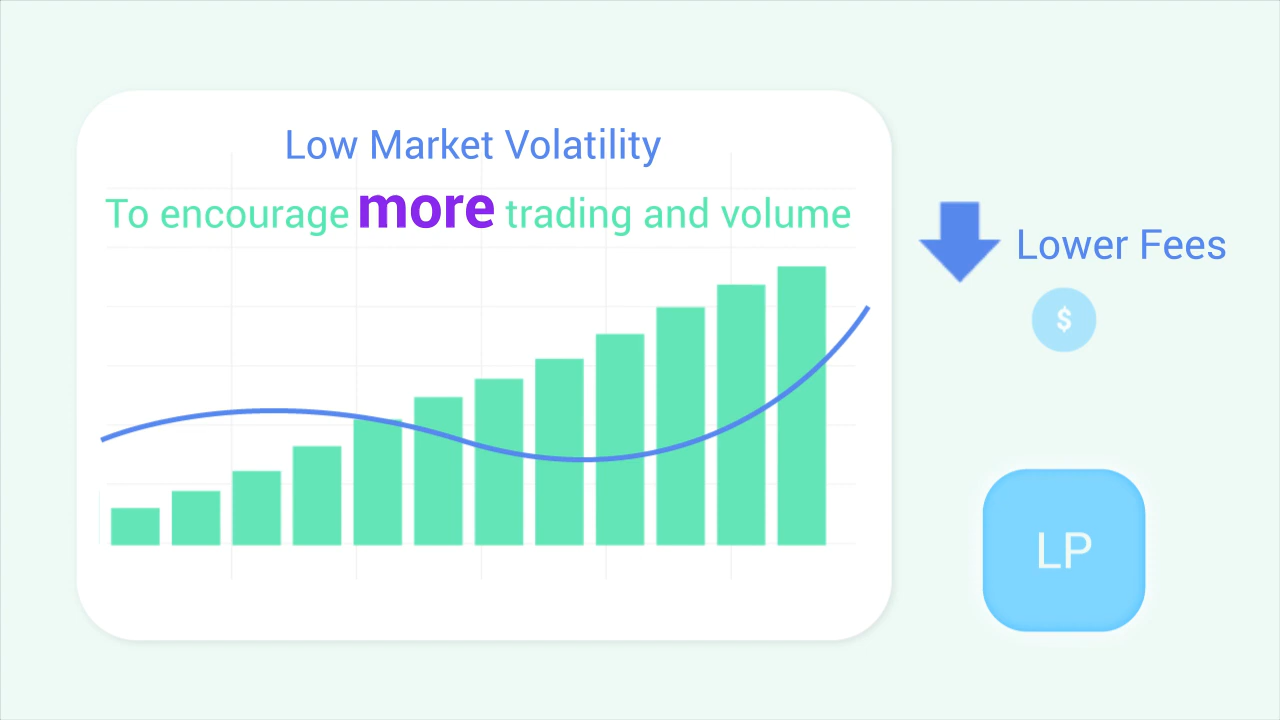 Low Market Volatility
To encourage more trading and volume
Lower Fees
$
LP